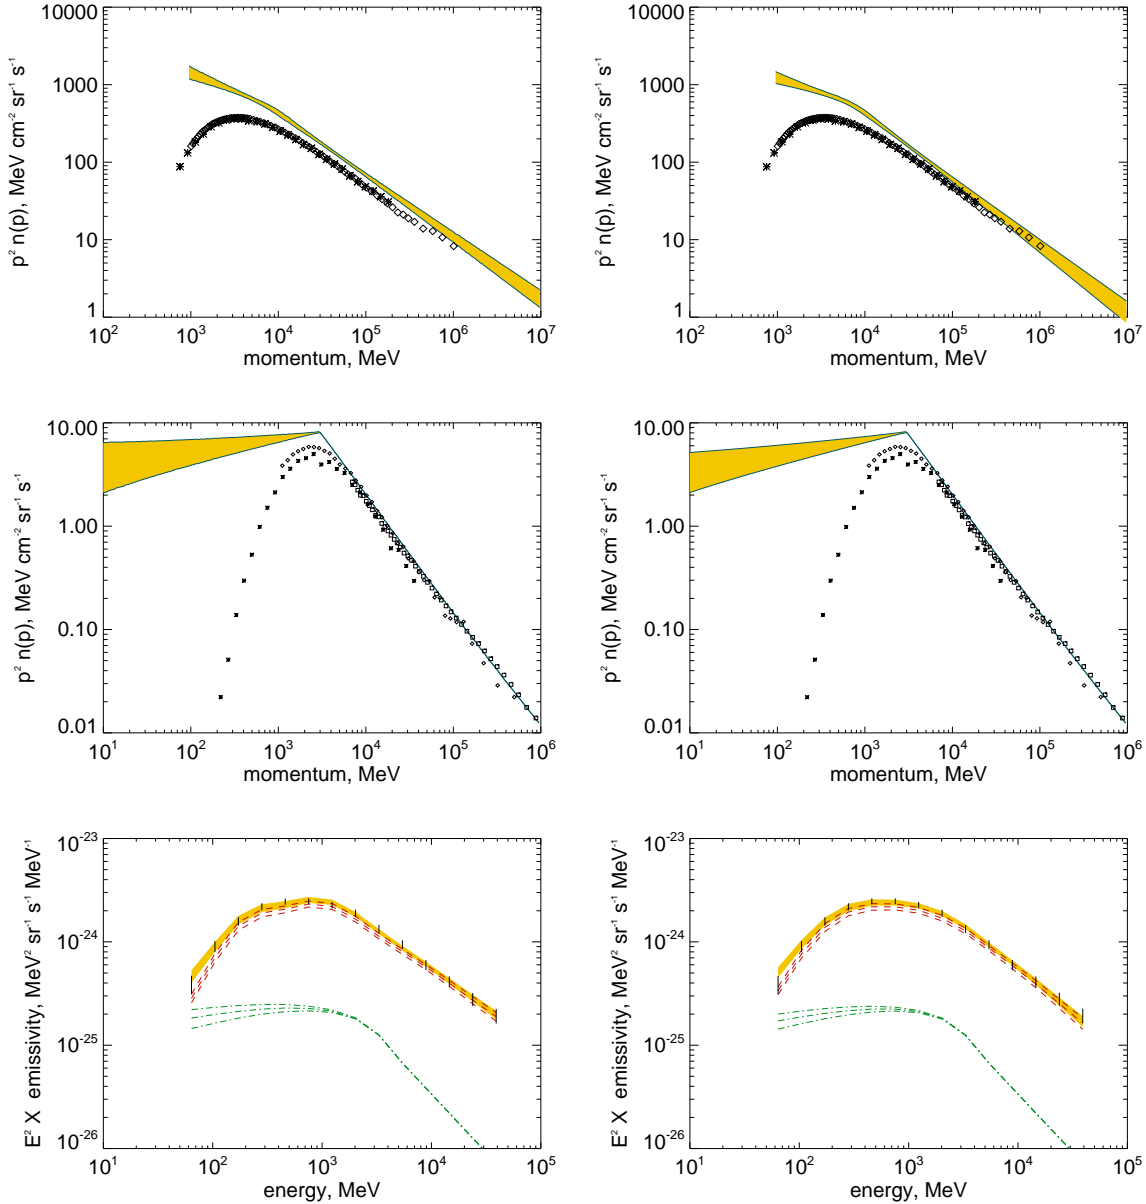 10000
1000
100
10
1
p² n(p), MeV cm⁻² sr⁻¹ s⁻¹
10² 10³ 10⁴ 10⁵ 10⁶ 10⁷
momentum, MeV
10000
1000
100
10
1
p² n(p), MeV cm⁻² sr⁻¹ s⁻¹
10² 10³ 10⁴ 10⁵ 10⁶ 10⁷
momentum, MeV
10.00
1.00
0.10
0.01
p² n(p), MeV cm⁻² sr⁻¹ s⁻¹
10¹ 10² 10³ 10⁴ 10⁵ 10⁶
momentum, MeV
10.00
1.00
0.10
0.01
p² n(p), MeV cm⁻² sr⁻¹ s⁻¹
10¹ 10² 10³ 10⁴ 10⁵ 10⁶
momentum, MeV
10⁻²³
10⁻²⁴
10⁻²⁵
10⁻²⁶
E² X emissivity, MeV² sr⁻¹ s⁻¹ MeV⁻¹
10¹ 10² 10³ 10⁴ 10⁵
energy, MeV
10⁻²³
10⁻²⁴
10⁻²⁵
10⁻²⁶
E² X emissivity, MeV² sr⁻¹ s⁻¹ MeV⁻¹
10¹ 10² 10³ 10⁴ 10⁵
energy, MeV